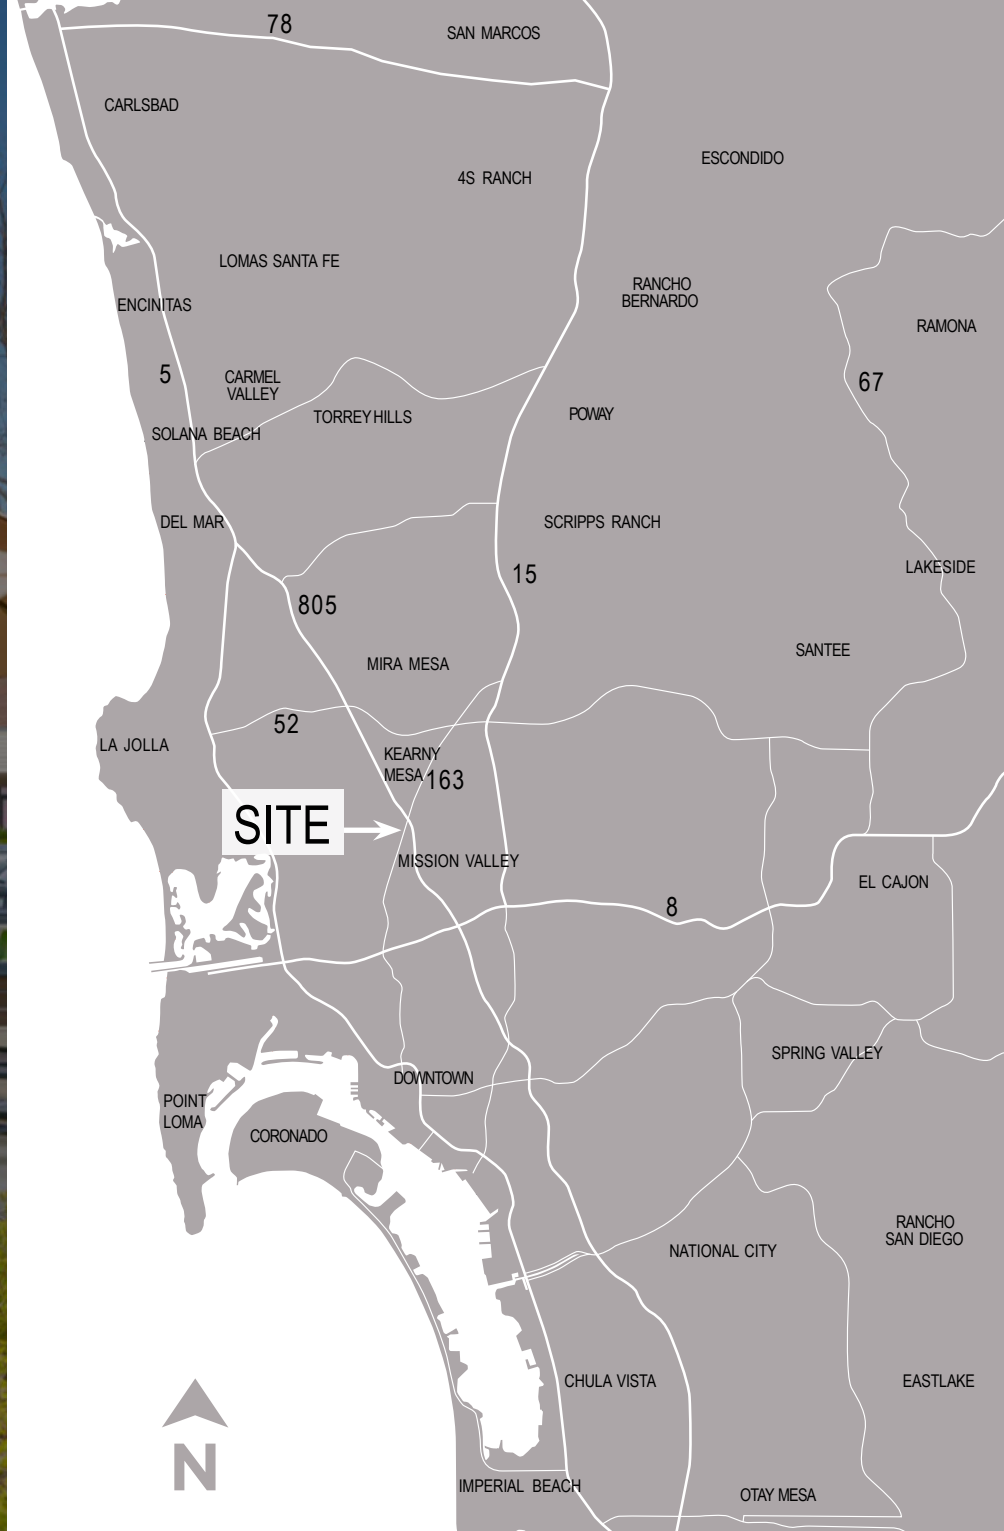 78
SAN MARCOS
CARLSBAD
ESCONDIDO
4S RANCH
LOMAS SANTA FE
RANCHO
BERNARDO
ENCINITAS
RAMONA
5
CARMEL
VALLEY
67
TORREY HILLS
POWAY
SOLANA BEACH
DEL MAR
SCRIPPS RANCH
15
LAKESIDE
805
SANTEE
MIRA MESA
52
LA JOLLA
KEARNY
MESA
163
SITE
MISSION VALLEY
EL CAJON
8
SPRING VALLEY
DOWNTOWN
POINT
LOMA
CORONADO
RANCHO
SAN DIEGO
NATIONAL CITY
CHULA VISTA
EASTLAKE
N
IMPERIAL BEACH
OTAY MESA